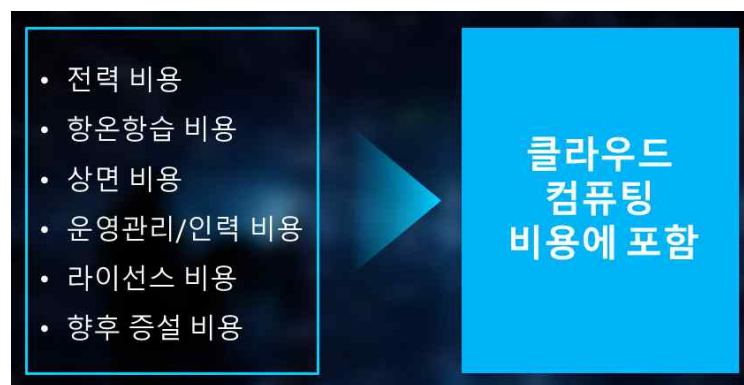 • 전력 비용
• 항온항습 비용
• 상면 비용
• 운영관리/인력 비용
• 라이선스 비용
• 향후 증설 비용
클라우드
컴퓨팅
비용에 포함